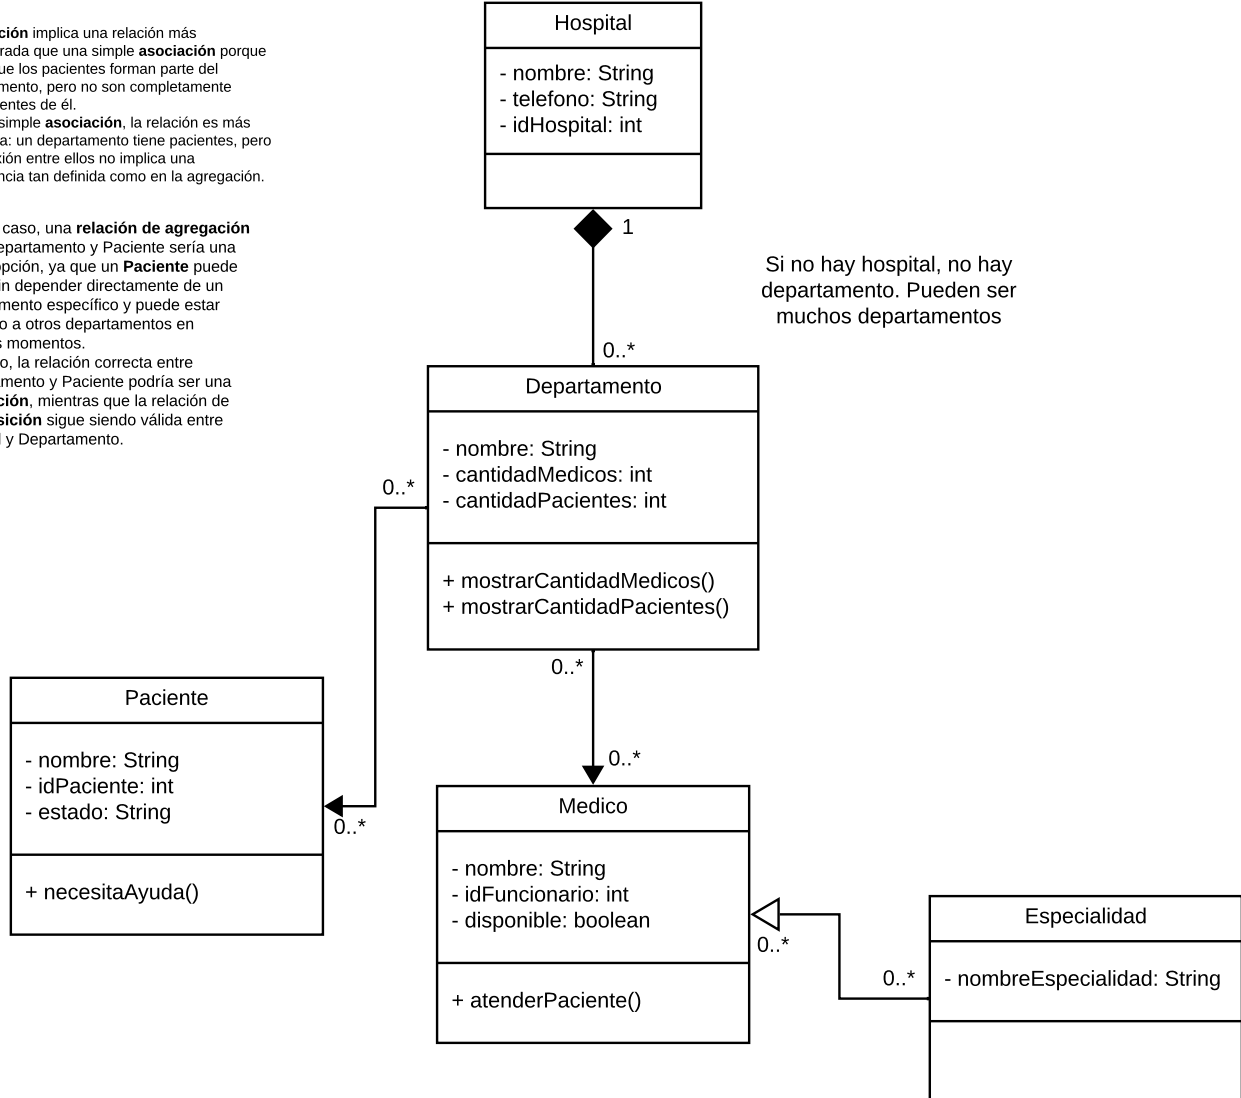 ción implica una relación más
rada que una simple asociación porque
ue los pacientes forman parte del
mento, pero no son completamente
entes de él.
simple asociación, la relación es más
a: un departamento tiene pacientes, pero
xión entre ellos no implica una
ncia tan definida como en la agregación.
caso, una relación de agregación
epartamento y Paciente sería una
opción, ya que un Paciente puede
in depender directamente de un
mento específico y puede estar
o a otros departamentos en
s momentos.
o, la relación correcta entre
amento y Paciente podría ser una
ción, mientras que la relación de
sición sigue siendo válida entre
l y Departamento.
Hospital
- nombre: String
- telefono: String
- idHospital: int
1
Si no hay hospital, no hay
departamento. Pueden ser
muchos departamentos
0..*
Departamento
- nombre: String
- cantidadMedicos: int
- cantidadPacientes: int
+ mostrarCantidadMedicos()
+ mostrarCantidadPacientes()
0..*
0..*
Paciente
- nombre: String
- idPaciente: int
- estado: String
+ necesitaAyuda()
0..*
0..*
Medico
- nombre: String
- idFuncionario: int
- disponible: boolean
+ atenderPaciente()
0..*
0..*
Especialidad
- nombreEspecialidad: String